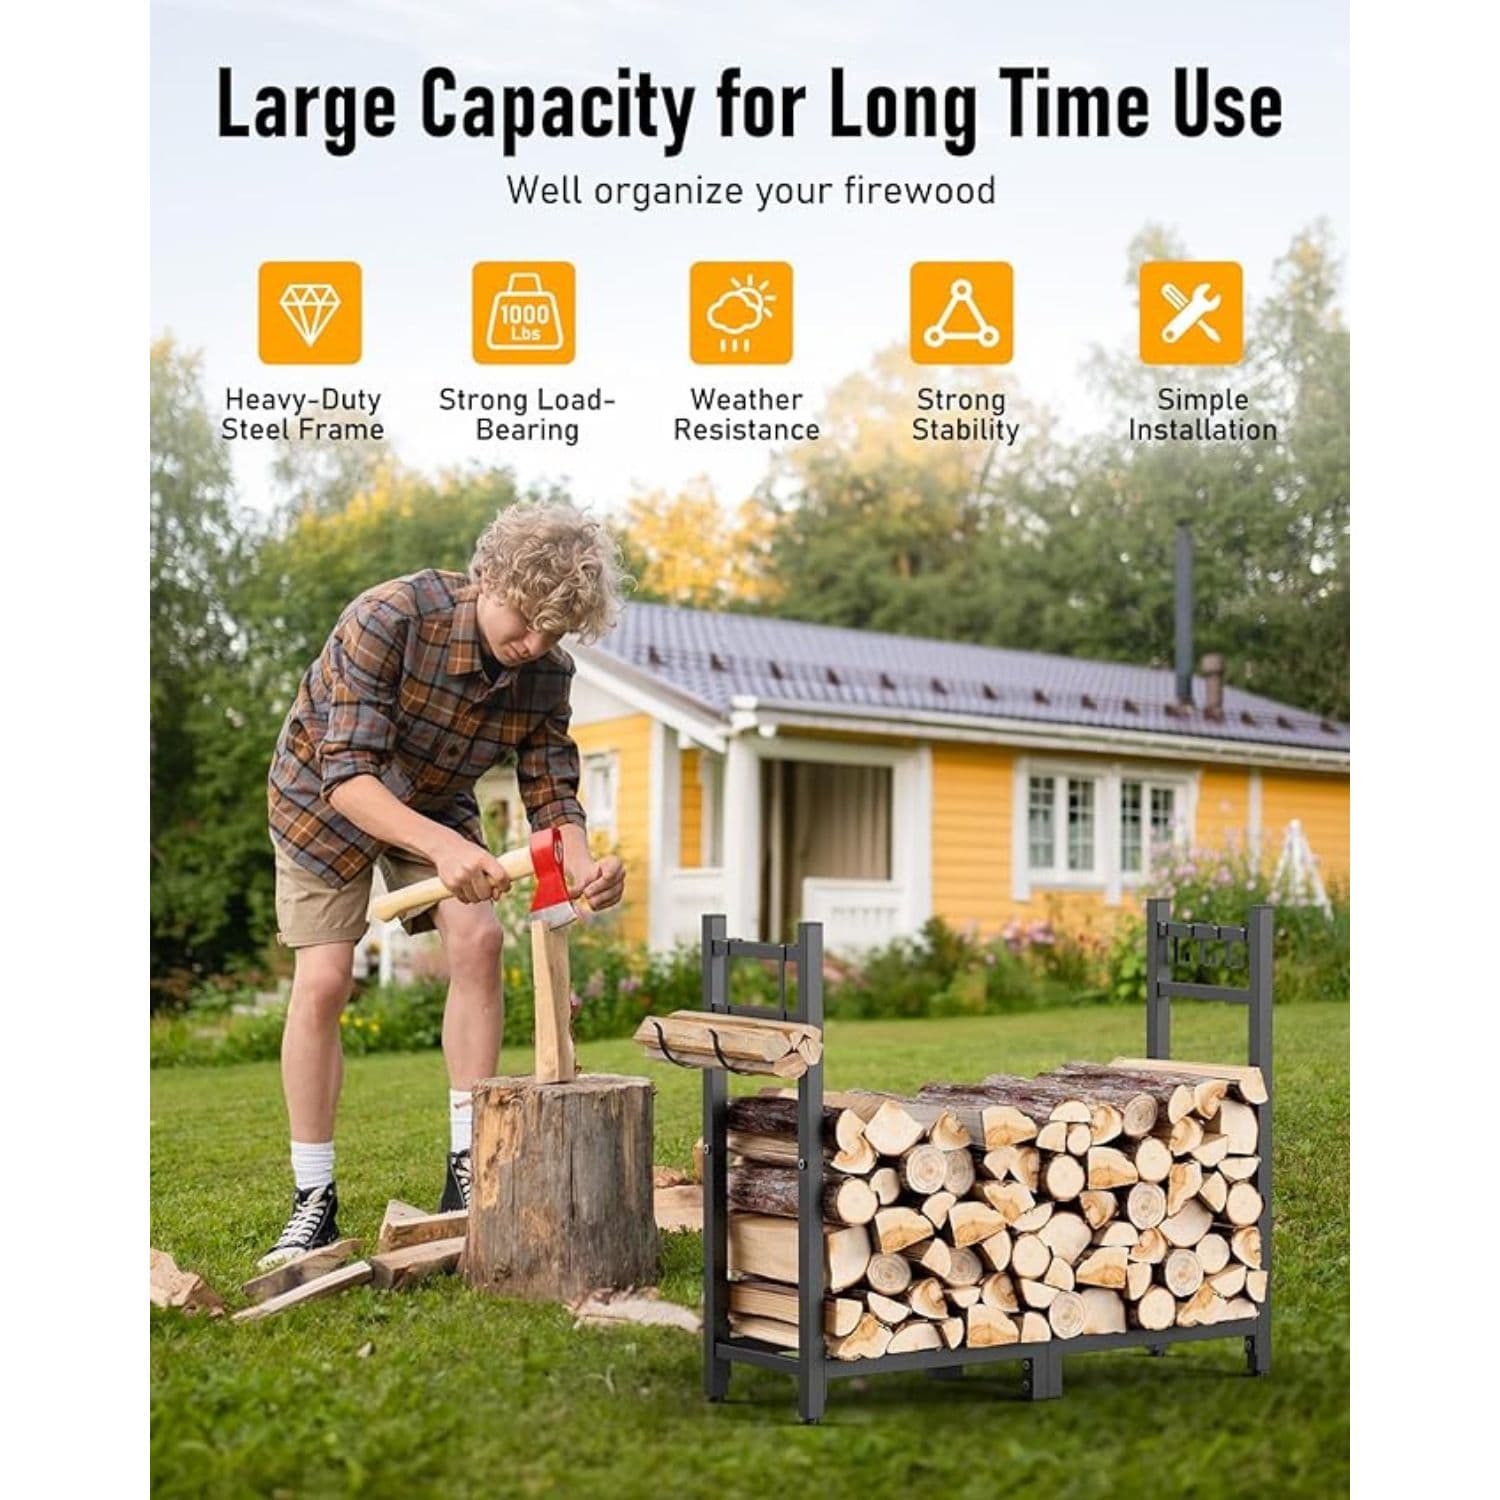 Large Capacity for Long Time Use
Well organize your firewood
1000
Lbs
Heavy-Duty
Steel Frame
Strong Load-
Bearing
Weather
Resistance
Strong
Stability
Simple
Installation